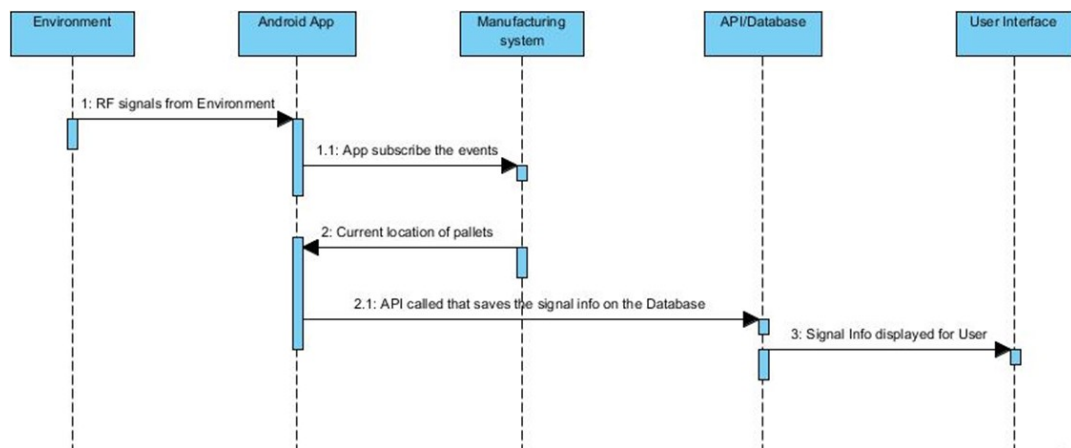 Environment
Android App
Manufacturing
system
API/Database
User Interface
1: RF signals from Environment
1.1: App subscribe the events
2: Current location of pallets
2.1: API called that saves the signal info on the Database
3: Signal Info displayed for User